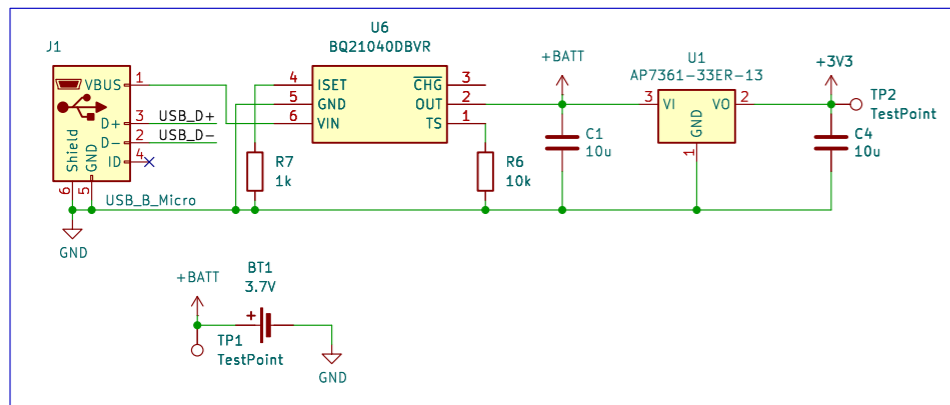 J1
VBUS
1
D+
3
USB_D+
D-
2
USB_D-
ID
4
Shield
GND
6
5
USB_B_Micro
GND
U6
BQ21040DBVR
4
ISET
5
GND
6
VIN
CHG
3
OUT
2
TS
1
R7
1k
R6
10k
+BATT
C1
10u
U1
AP7361-33ER-13
3
VI
VO
2
GND
1
+3V3
TP2
TestPoint
C4
10u
+BATT
BT1
3.7V
+
TP1
TestPoint
GND